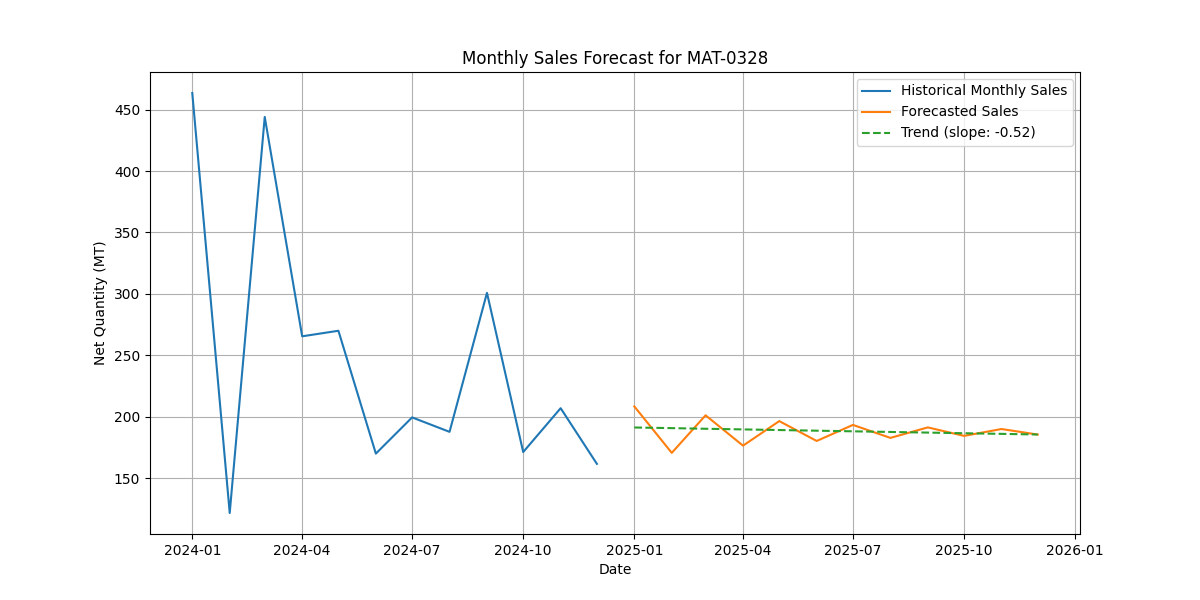 Monthly Sales Forecast for MAT-0328
Historical Monthly Sales
Forecasted Sales
Trend (slope: -0.52)
Net Quantity (MT)
450
400
350
300
250
200
150
2024-01 2024-04 2024-07 2024-10 2025-01 2025-04 2025-07 2025-10 2026-01
Date